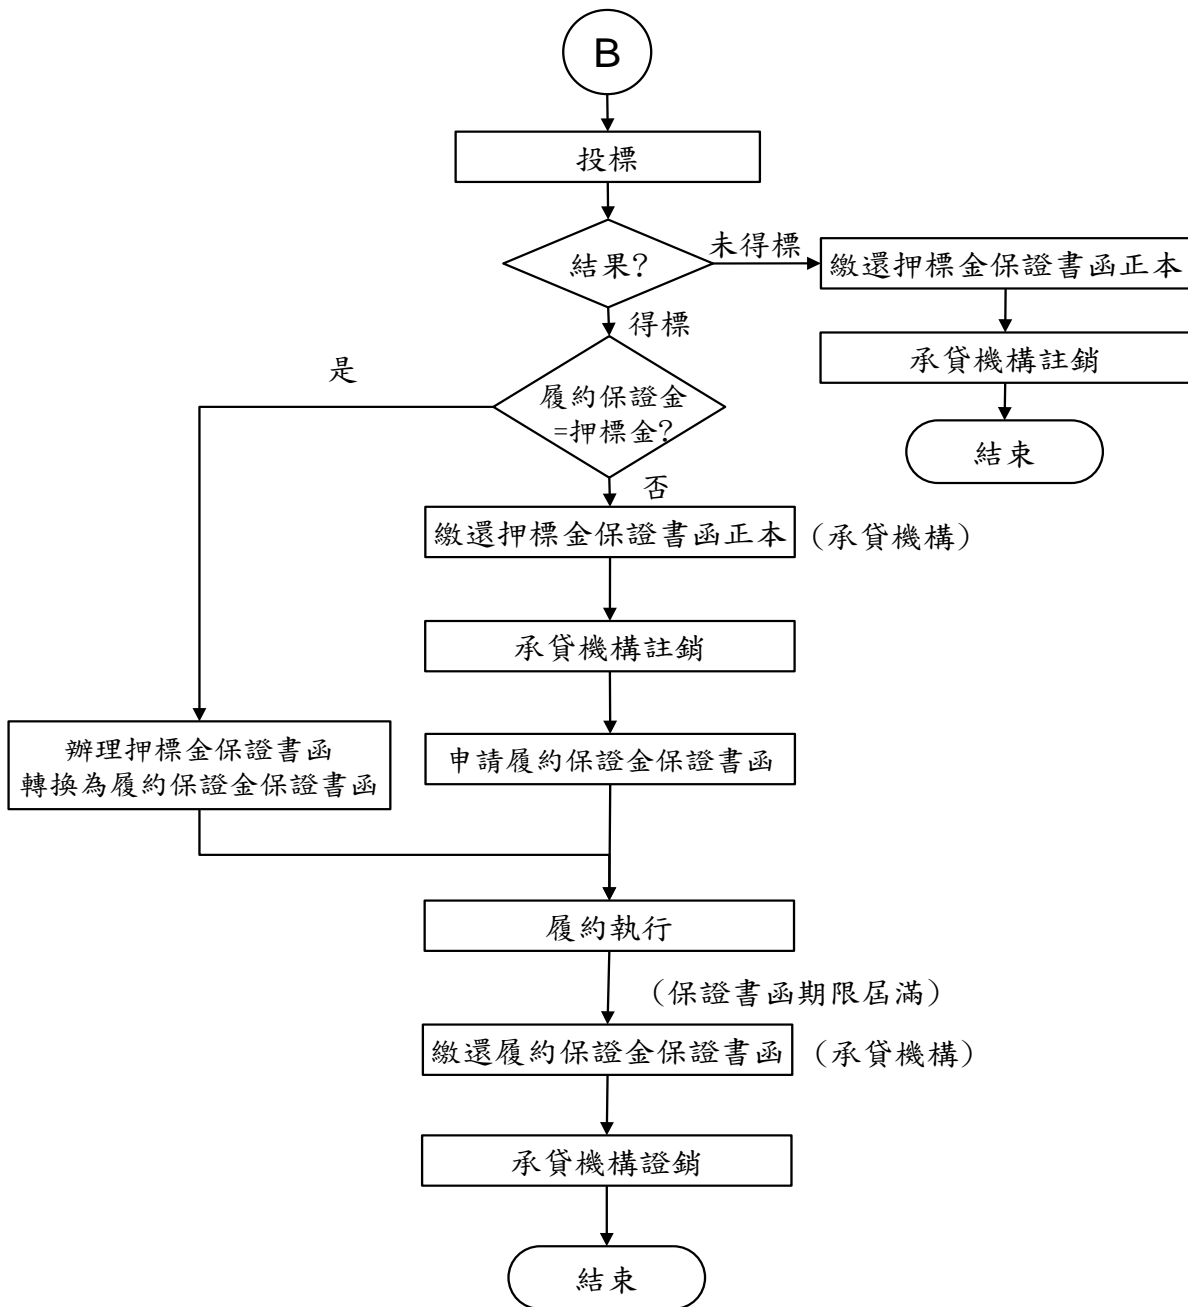 B
投標
結果?
未得標
繳還押標金保證書函正本
得標
承貸機構註銷
是
履約保證金
=押標金?
結束
否
繳還押標金保證書函正本
(承貸機構)
承貸機構註銷
辦理押標金保證書函
轉換為履約保證金保證書函
申請履約保證金保證書函
履約執行
(保證書函期限屆滿)
繳還履約保證金保證書函
(承貸機構)
承貸機構證銷
結束